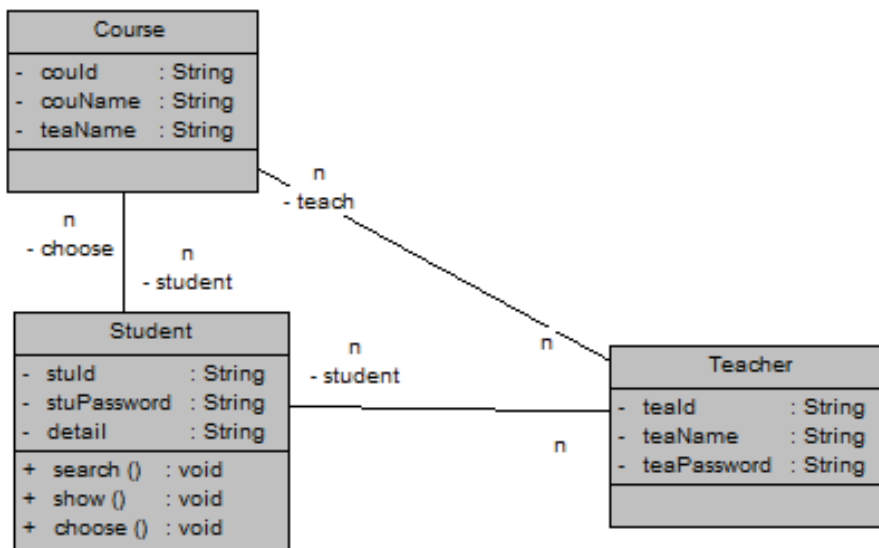 Course
- couId : String
- couName : String
- teaName : String
n
- teach
n
- choose
n
- student
Student
- stuId : String
- stuPassword : String
- detail : String
+ search () : void
+ show () : void
+ choose () : void
n
- student
n
n
Teacher
- teaId : String
- teaName : String
- teaPassword : String